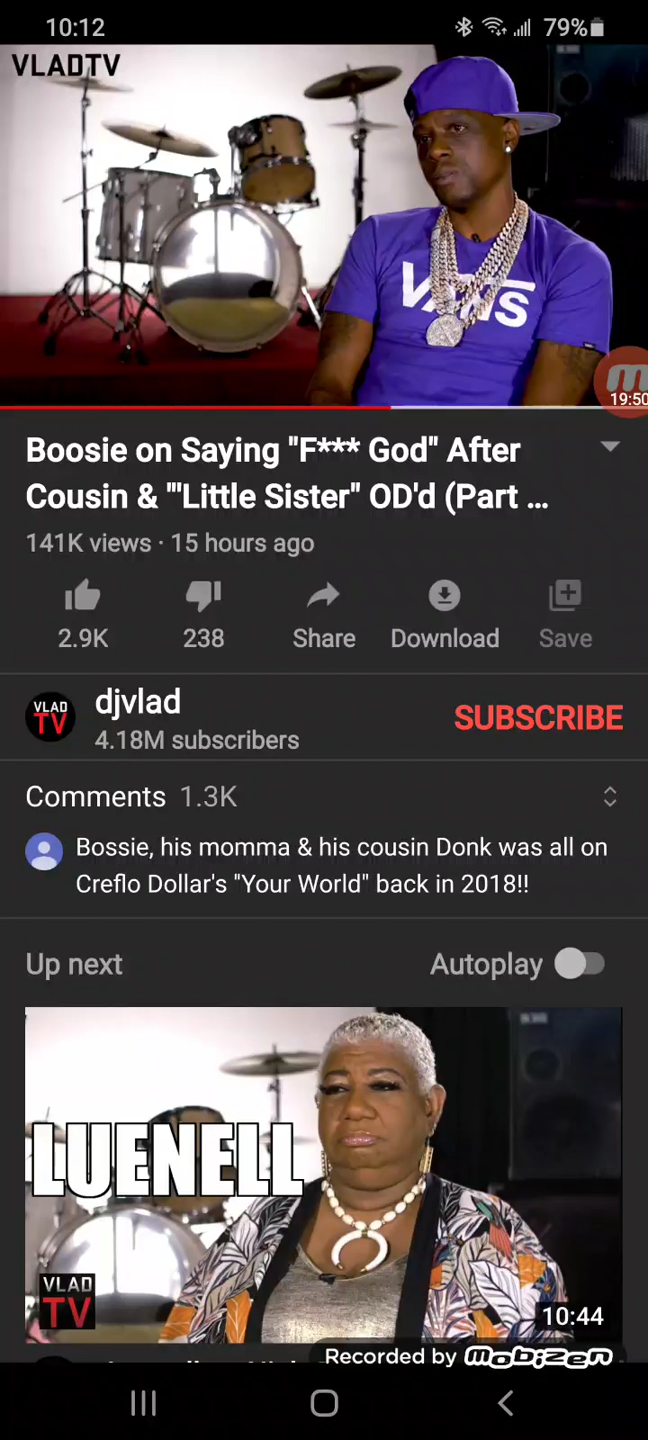 10:12
79%
VLADTV
VANS
19:50
Boosie on Saying "F*** God" After
Cousin & "'Little Sister" OD'd (Part ...
141K views · 15 hours ago
2.9K
238
Share
Download
Save
VLAD
TV
djvlad
4.18M subscribers
SUBSCRIBE
Comments 1.3K
Bossie, his momma & his cousin Donk was all on
Creflo Dollar's "Your World" back in 2018!!
Up next
Autoplay
LUENELL
VLAD
TV
10:44
Recorded by mobizen